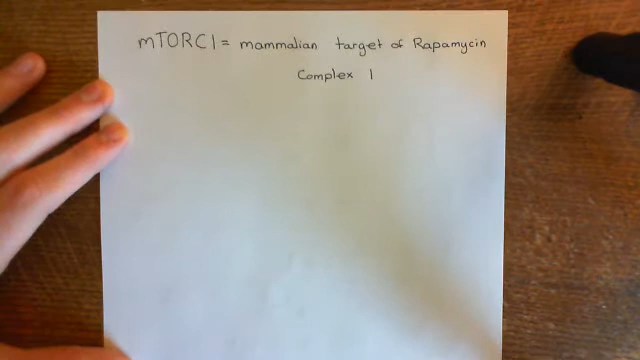 mTORC1 = mammalian target of Rapamycin
Complex 1